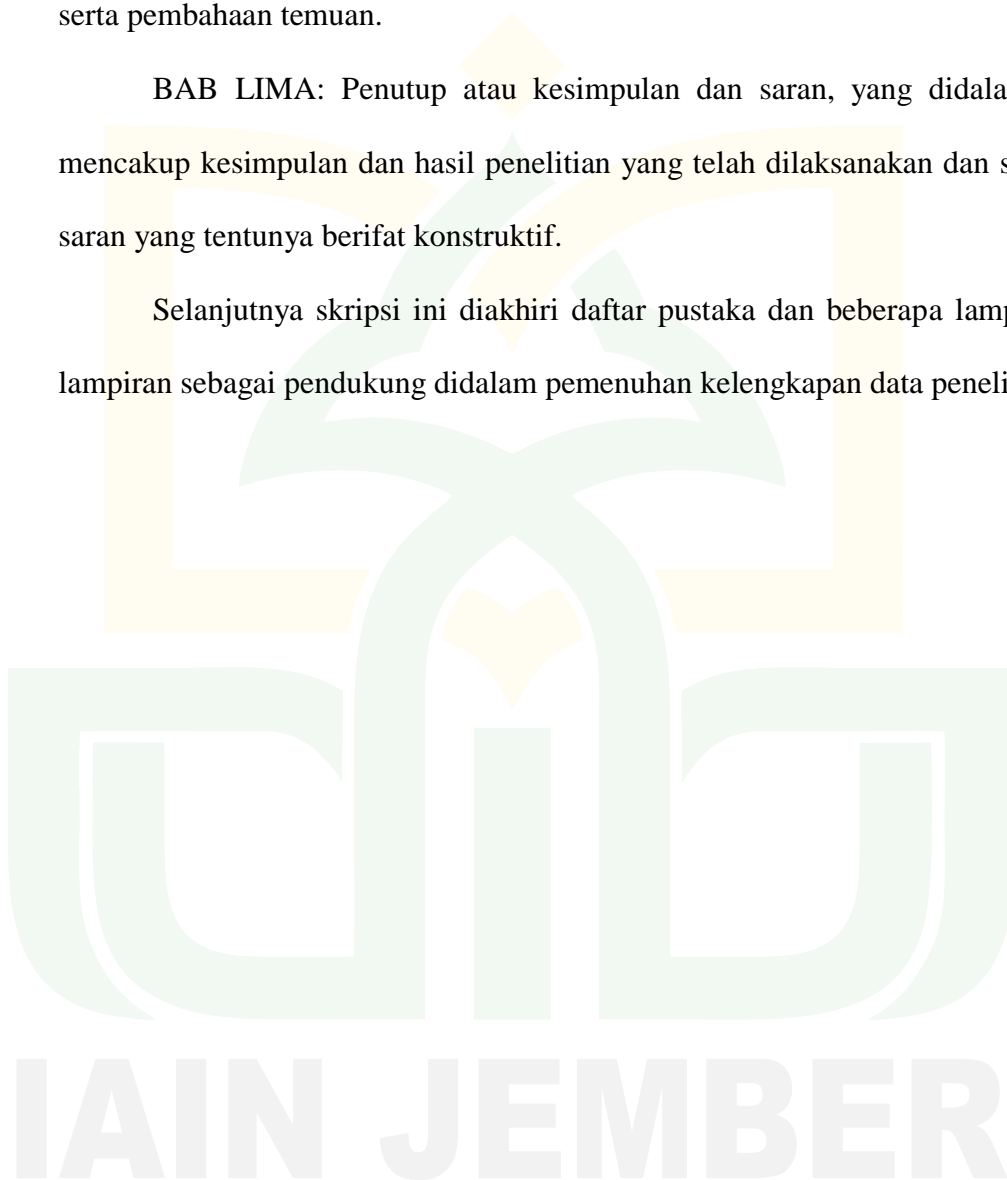 serta pembahaan temuan.
BAB LIMA: Penutup atau kesimpulan dan saran, yang didala
mencakup kesimpulan dan hasil penelitian yang telah dilaksanakan dan s
saran yang tentunya berifat konstruktif.
Selanjutnya skripsi ini diakhiri daftar pustaka dan beberapa lamp
lampiran sebagai pendukung didalam pemenuhan kelengkapan data peneli
IAIN JEMBER